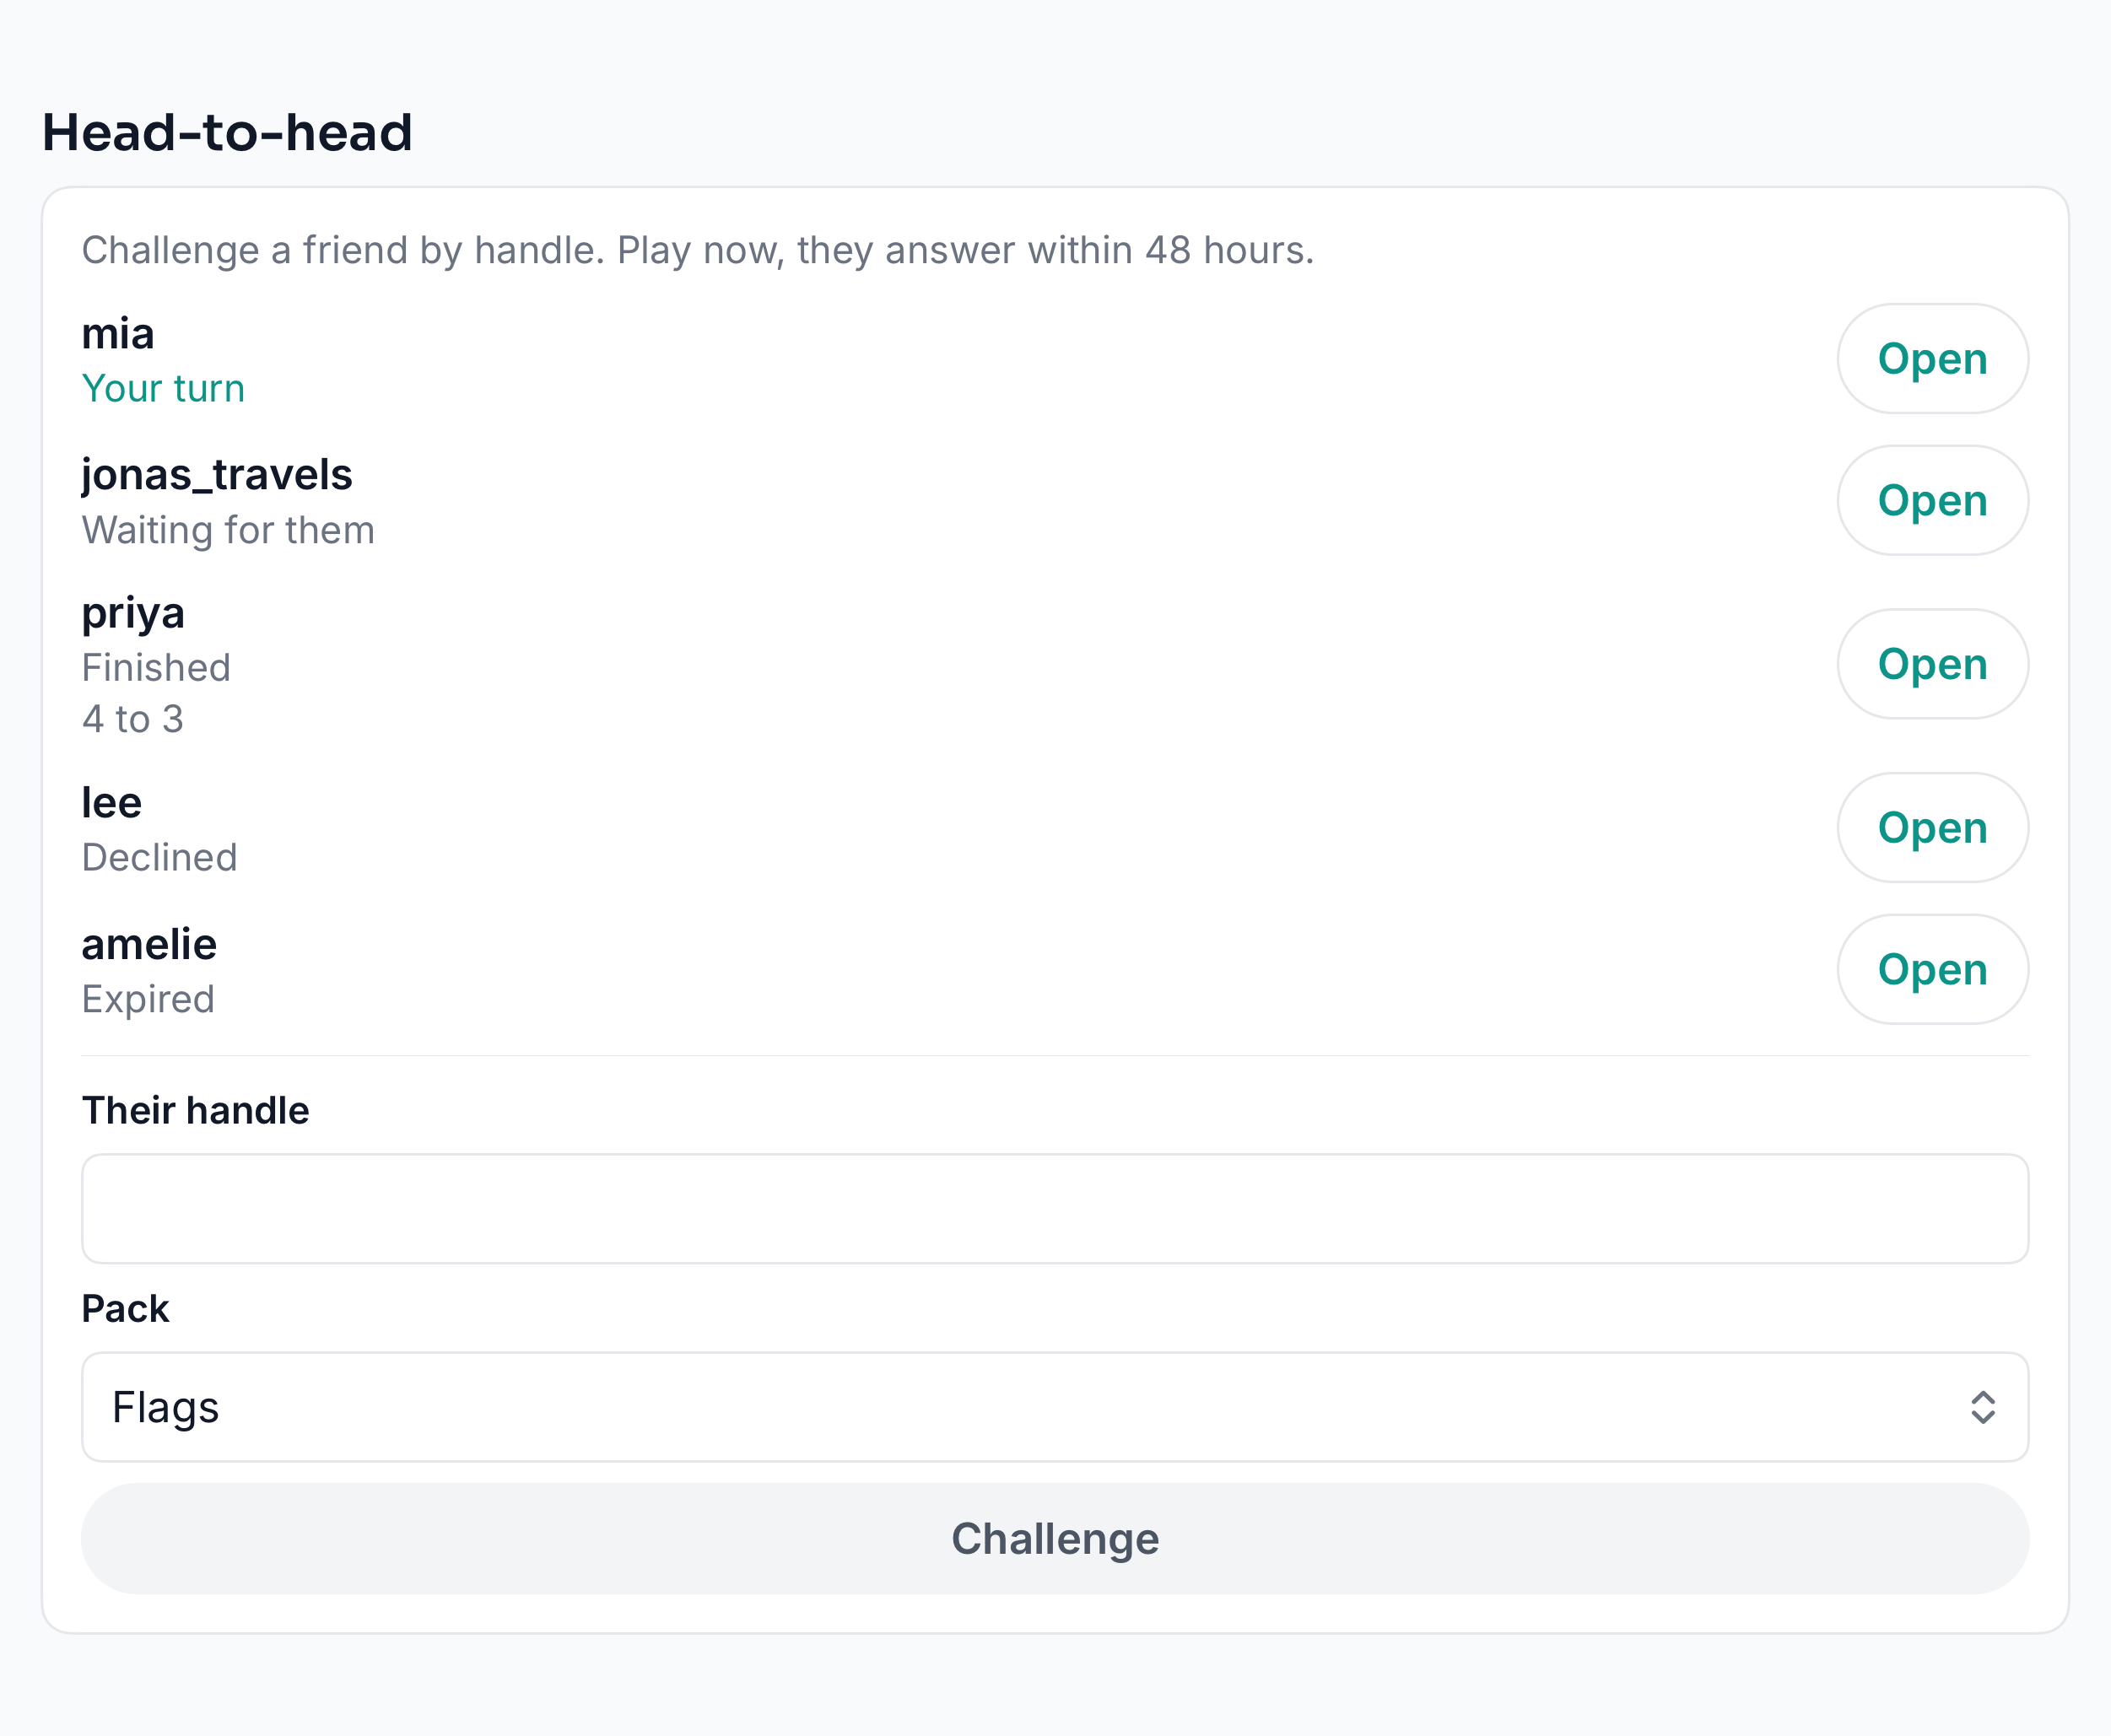 Head-to-head
Challenge a friend by handle. Play now, they answer within 48 hours.
mia
Your turn
Open
jonas_travels
Waiting for them
Open
priya
Finished
4 to 3
Open
lee
Declined
Open
amelie
Expired
Open
Their handle
Pack
Flags
Challenge